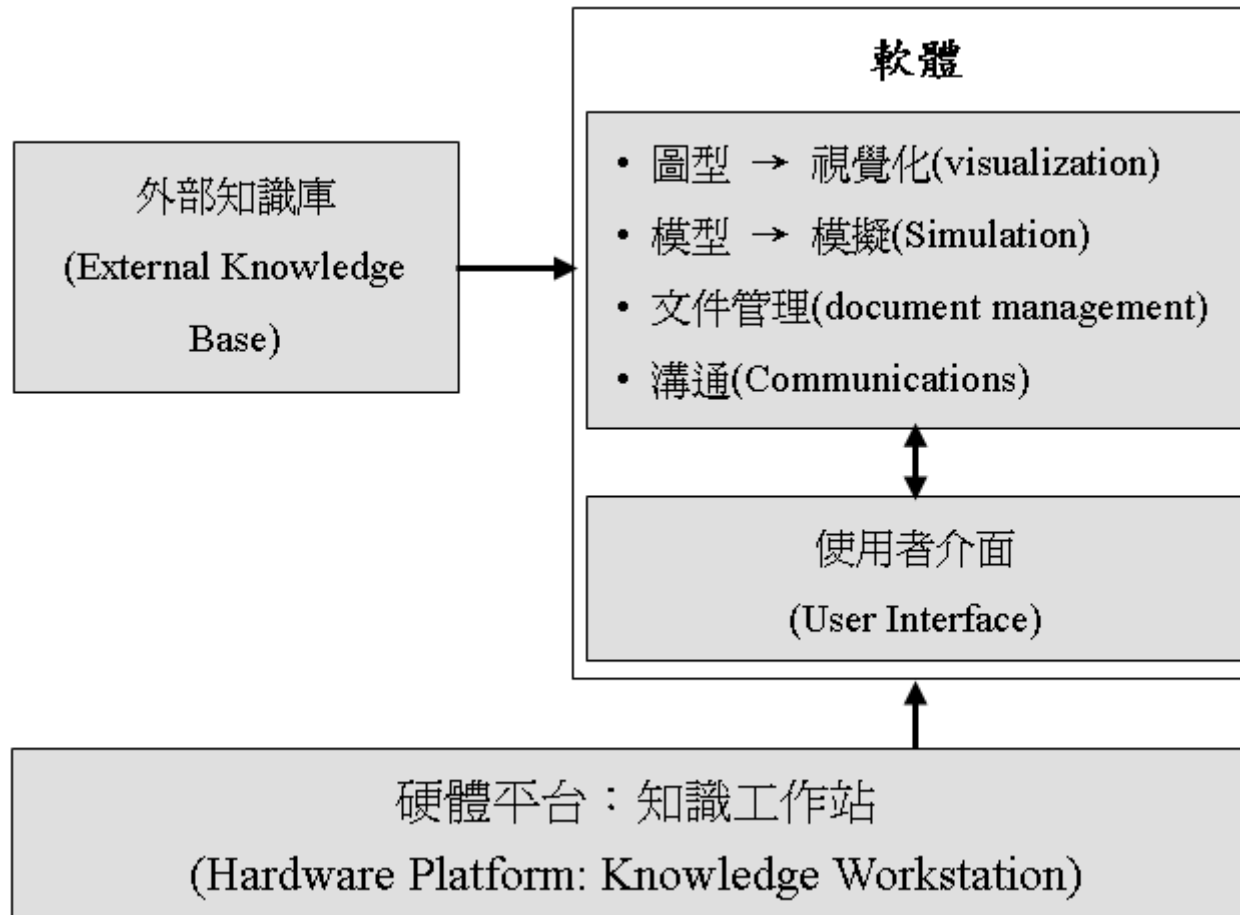 軟體
外部知識庫
(External Knowledge
Base)
• 圖型 → 視覺化(visualization)
• 模型 → 模擬(Simulation)
• 文件管理(document management)
• 溝通(Communications)
使用者介面
(User Interface)
硬體平台：知識工作站
(Hardware Platform: Knowledge Workstation)